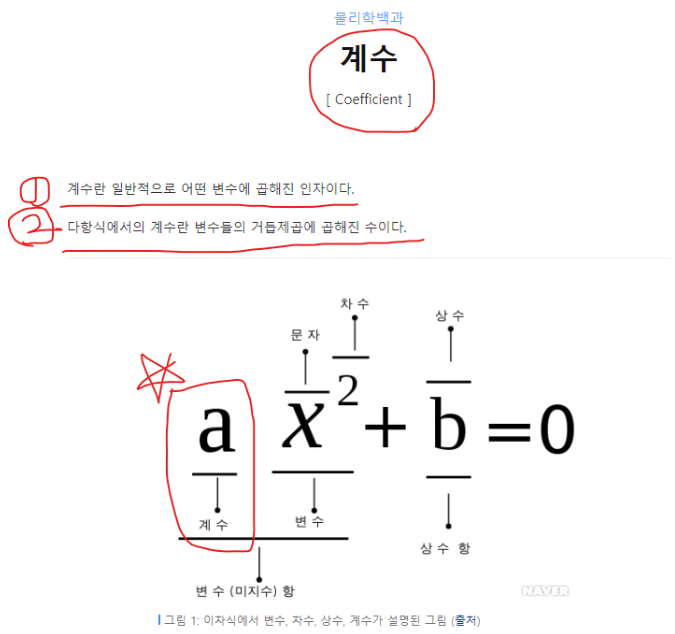 물리학백과
계수
[ Coefficient ]
1 계수란 일반적으로 어떤 변수에 곱해진 인자이다.
2 다항식에서의 계수란 변수들의 거듭제곱에 곱해진 수이다.
차 수
문 자
상 수
a x² + b = 0
계 수
변 수
상 수 항
변 수 (미지수) 항
NAVER
그림 1: 이차식에서 변수, 차수, 상수, 계수가 설명된 그림 (출처)